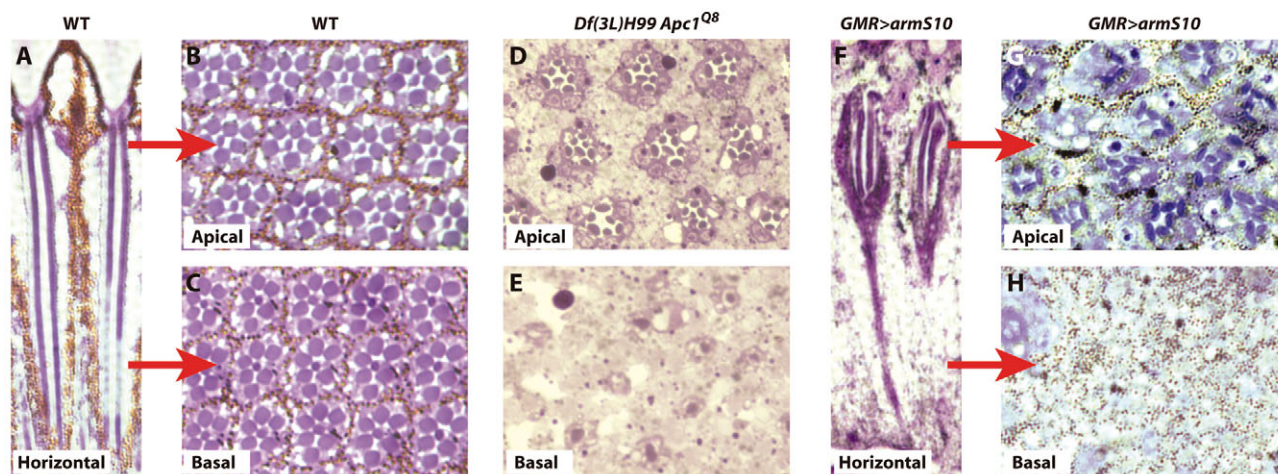 WT
WT
Df(3L)H99 Apc1Q8
GMR>armS10
GMR>armS10
A
B
D
F
G
Apical
Apical
Apical
C
E
H
Horizontal
Basal
Basal
Horizontal
Basal